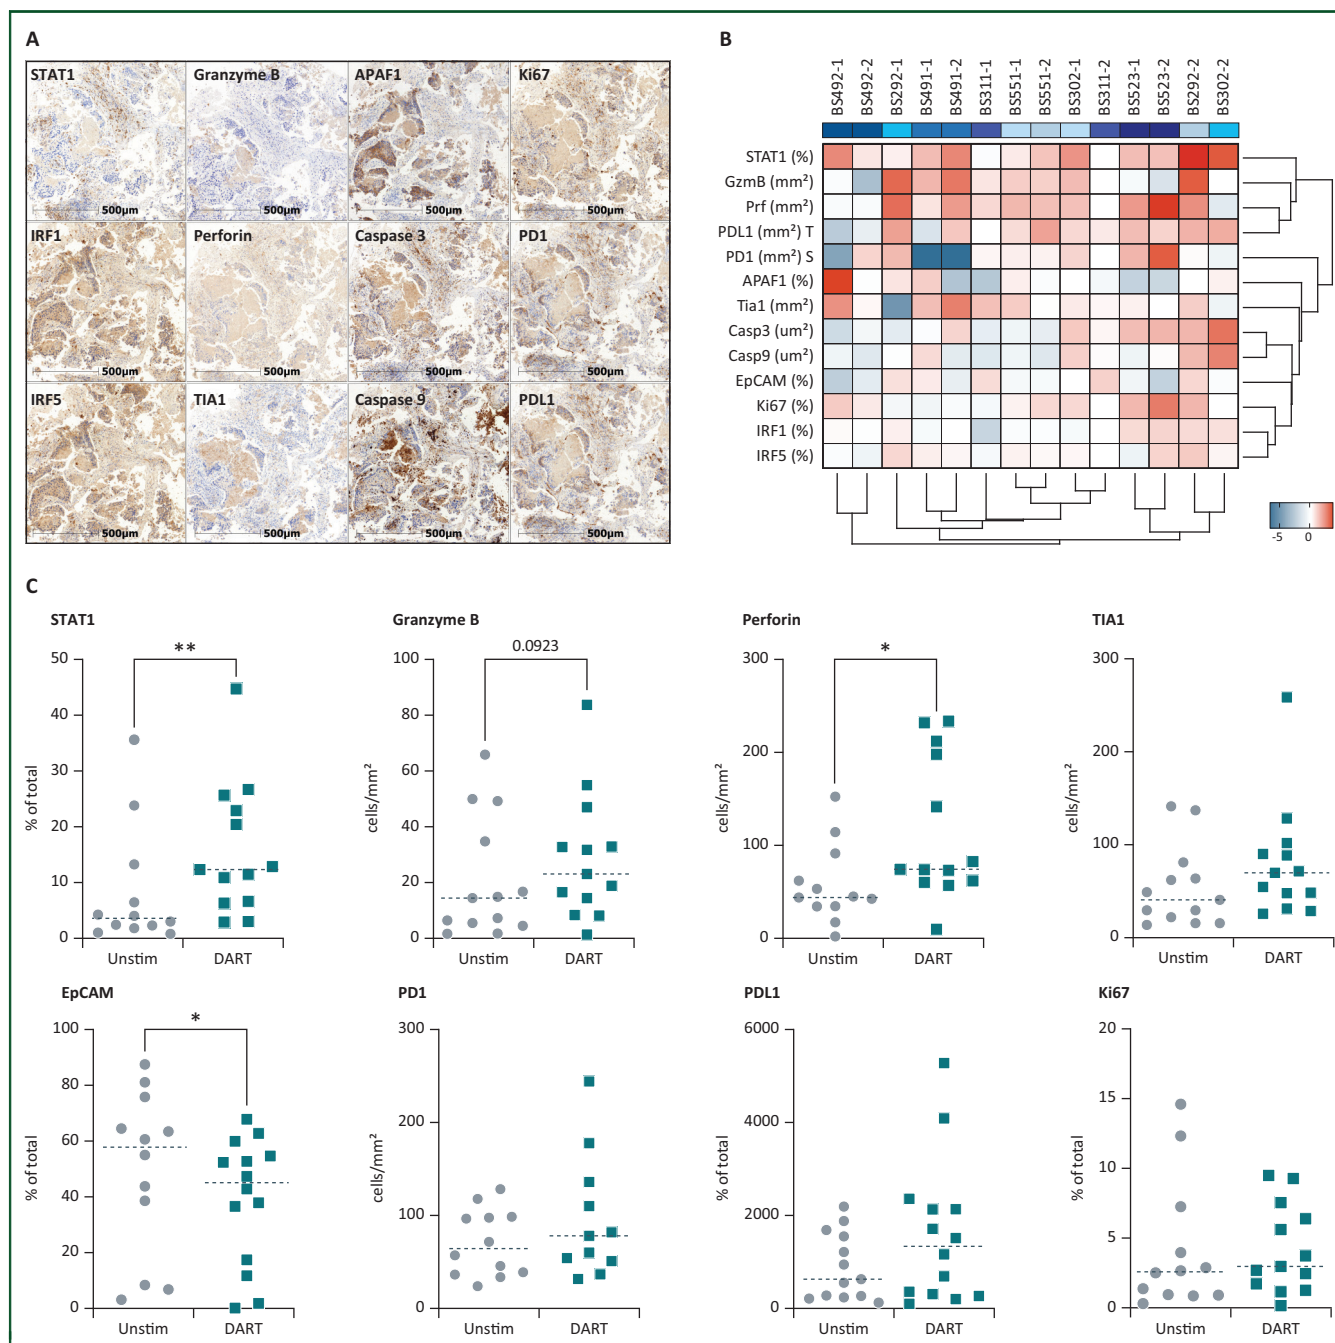 A
STAT1
Granzyme B
APAF1
Ki67
500µm
500µm
500µm
500µm
IRF1
Perforin
Caspase 3
PD1
500µm
500µm
500µm
500µm
IRF5
TIA1
Caspase 9
PDL1
500µm
500µm
500µm
500µm
B
BS492-1
BS492-2
BS292-1
BS491-1
BS491-2
BS311-1
BS551-1
BS551-2
BS302-1
BS311-2
BS523-1
BS523-2
BS292-2
BS302-2
STAT1 (%)
GzmB (mm²)
Prf (mm²)
PDL1 (mm²) T
PD1 (mm²) S
APAF1 (%)
Tia1 (mm²)
Casp3 (um²)
Casp9 (um²)
EpCAM (%)
Ki67 (%)
IRF1 (%)
IRF5 (%)
-5 0
C
STAT1
**
% of total
50
40
30
20
10
0
Unstim DART
Granzyme B
0.0923
cells/mm²
100
80
60
40
20
0
Unstim DART
Perforin
*
cells/mm²
300
200
100
0
Unstim DART
TIA1
cells/mm²
300
200
100
0
Unstim DART
EpCAM
*
% of total
100
80
60
40
20
0
Unstim DART
PD1
cells/mm²
300
200
100
0
Unstim DART
PDL1
% of total
6000
4000
2000
0
Unstim DART
Ki67
% of total
20
15
10
5
0
Unstim DART